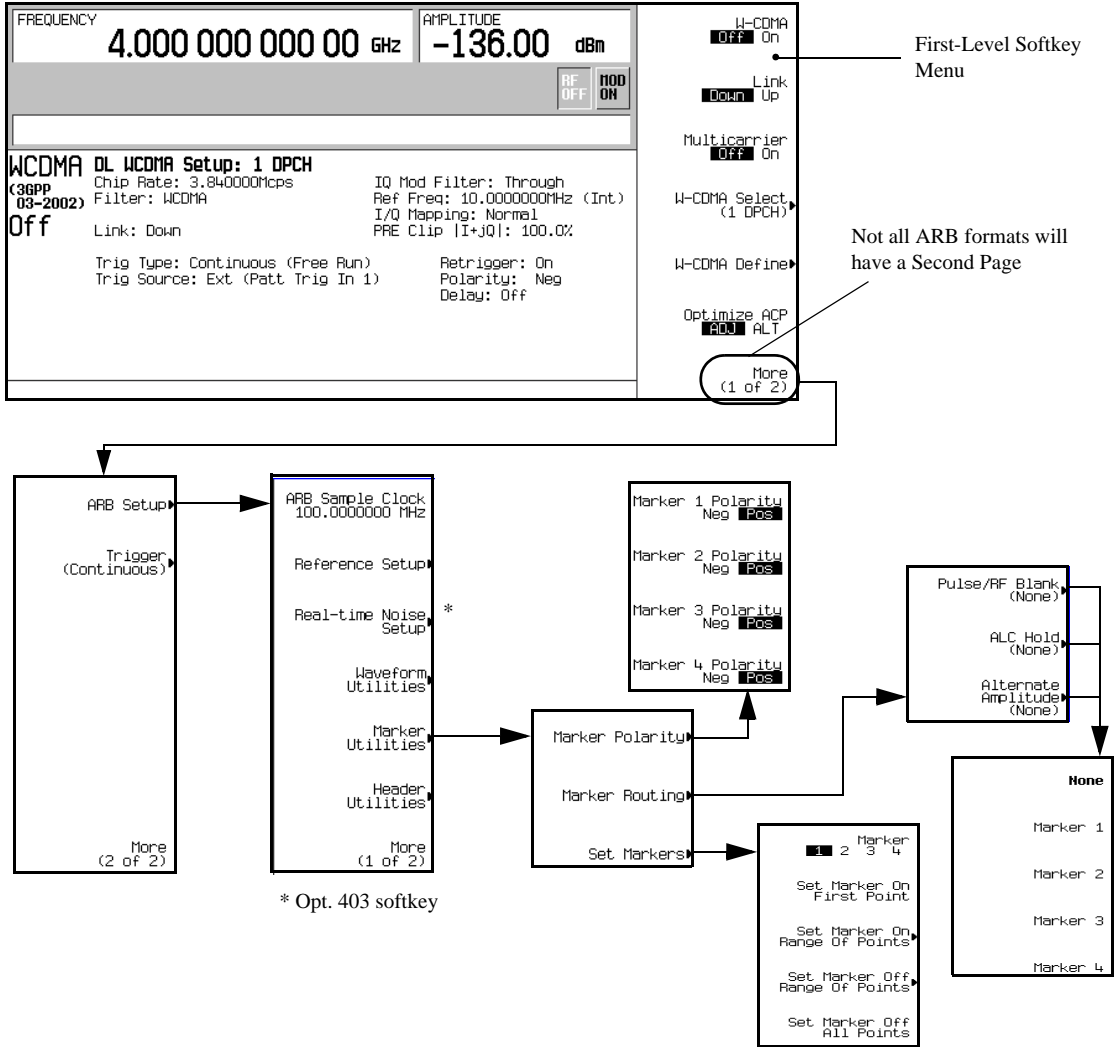 FREQUENCY
4.000 000 000 00 GHz
AMPLITUDE
-136.00 dBm
RF OFF
MOD ON
WCDMA
(3GPP
03-2002)
Off
DL WCDMA Setup: 1 DPCH
Chip Rate: 3.840000Mcps
Filter: WCDMA
Link: Down
IQ Mod Filter: Through
Ref Freq: 10.0000000MHz (Int)
I/Q Mapping: Normal
PRE Clip |I+jQ|: 100.0%
Trig Type: Continuous (Free Run)
Trig Source: Ext (Patt Trig In 1)
Retrigger: On
Polarity: Neg
Delay: Off
W-CDMA
Off On
Link
Down Up
Multicarrier
Off On
W-CDMA Select
(1 DPCH)
W-CDMA Define
Optimize ACP
ADJ ALT
More
(1 of 2)
First-Level Softkey
Menu
Not all ARB formats will
have a Second Page
ARB Setup
Trigger
(Continuous)
More
(2 of 2)
ARB Sample Clock
100.0000000 MHz
Reference Setup
Real-time Noise
Setup
*
Waveform
Utilities
Marker
Utilities
Header
Utilities
More
(1 of 2)
* Opt. 403 softkey
Marker 1 Polarity
Neg Pos
Marker 2 Polarity
Neg Pos
Marker 3 Polarity
Neg Pos
Marker 4 Polarity
Neg Pos
Marker Polarity
Marker Routing
Set Markers
Pulse/RF Blank
(None)
ALC Hold
(None)
Alternate
Amplitude
(None)
Marker
1 2 3 4
Set Marker On
First Point
Set Marker On
Range Of Points
Set Marker Off
Range Of Points
Set Marker Off
All Points
None
Marker 1
Marker 2
Marker 3
Marker 4